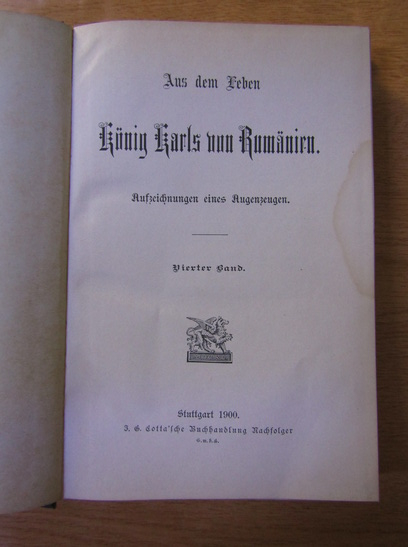 Aus dem Leben
König Karls von Rumänien.
Aufzeichnungen eines Augenzeugen.
Vierter Band.
Stuttgart 1900.
J. G. Cotta'sche Buchhandlung Nachfolger
G.m.b.H.